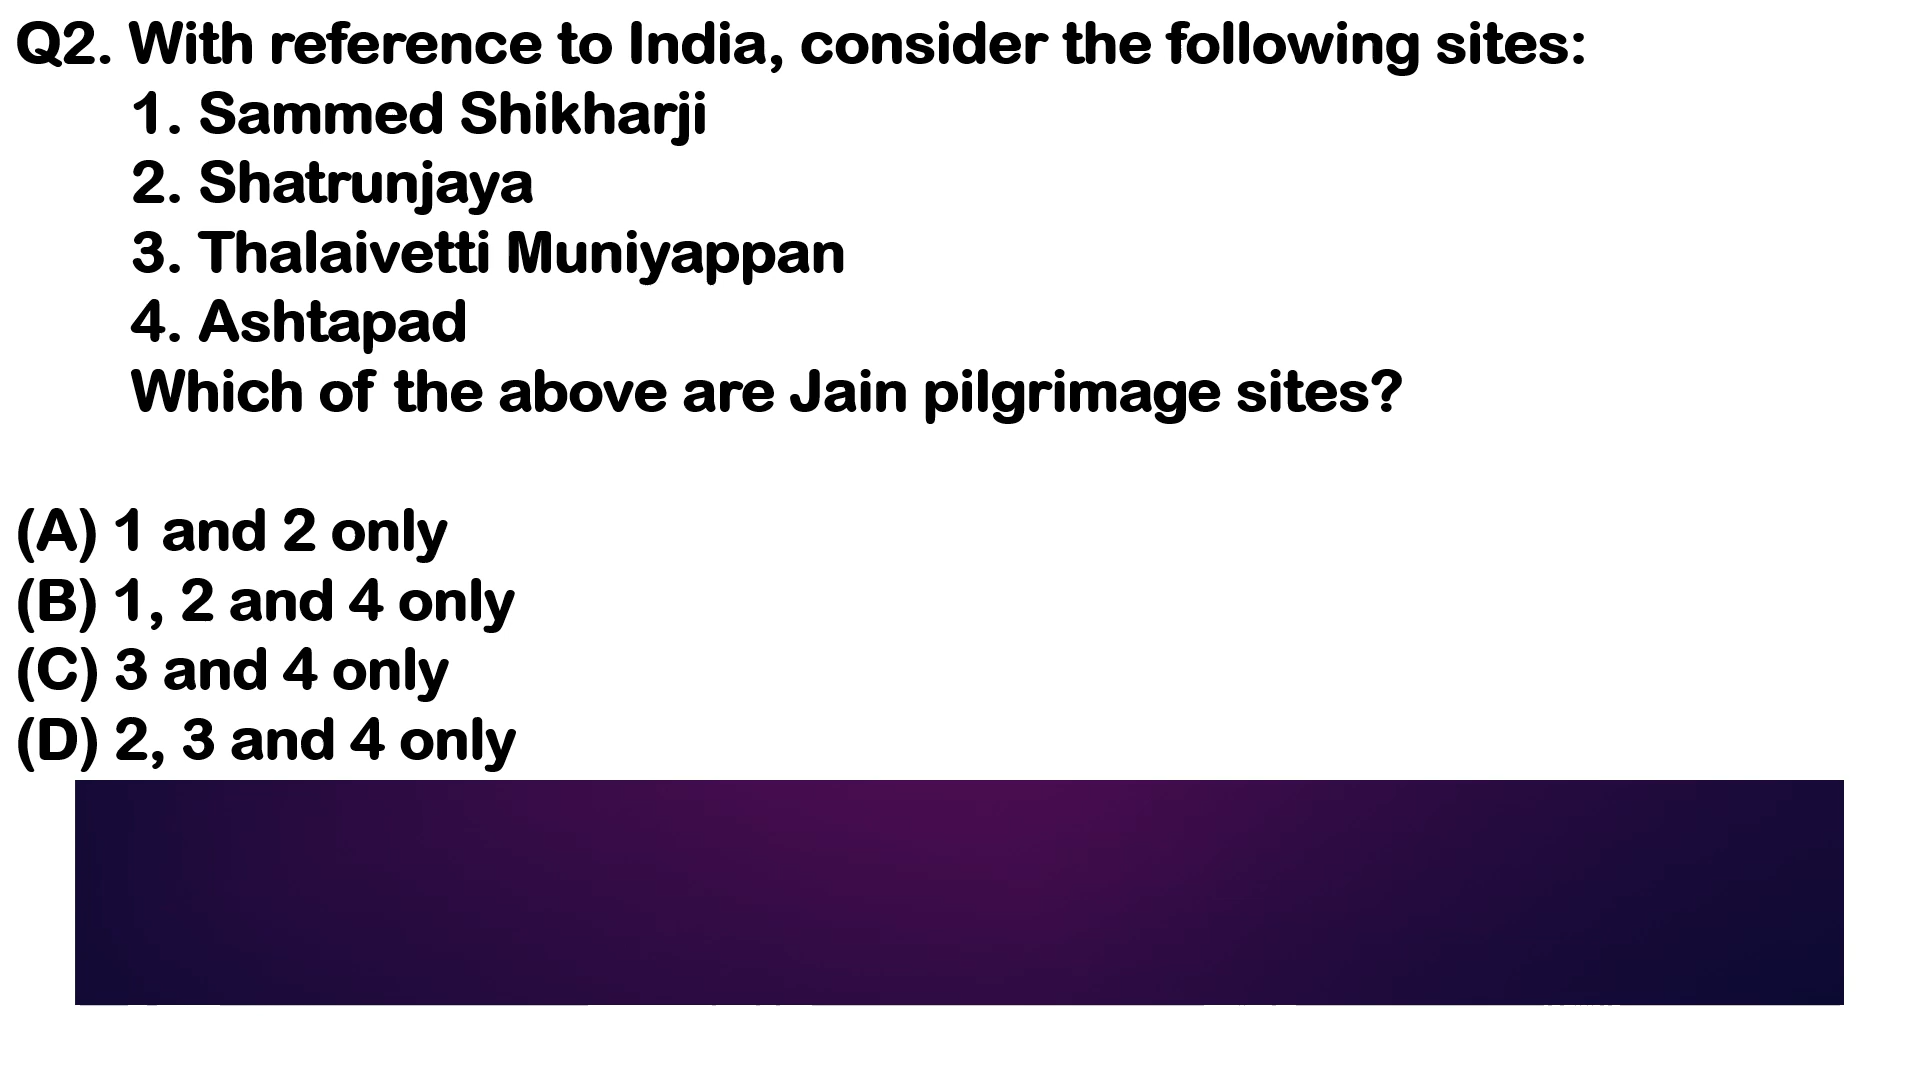 Q2. With reference to India, consider the following sites:
1. Sammed Shikharji
2. Shatrunjaya
3. Thalaivetti Muniyappan
4. Ashtapad
Which of the above are Jain pilgrimage sites?
(A) 1 and 2 only
(B) 1, 2 and 4 only
(C) 3 and 4 only
(D) 2, 3 and 4 only